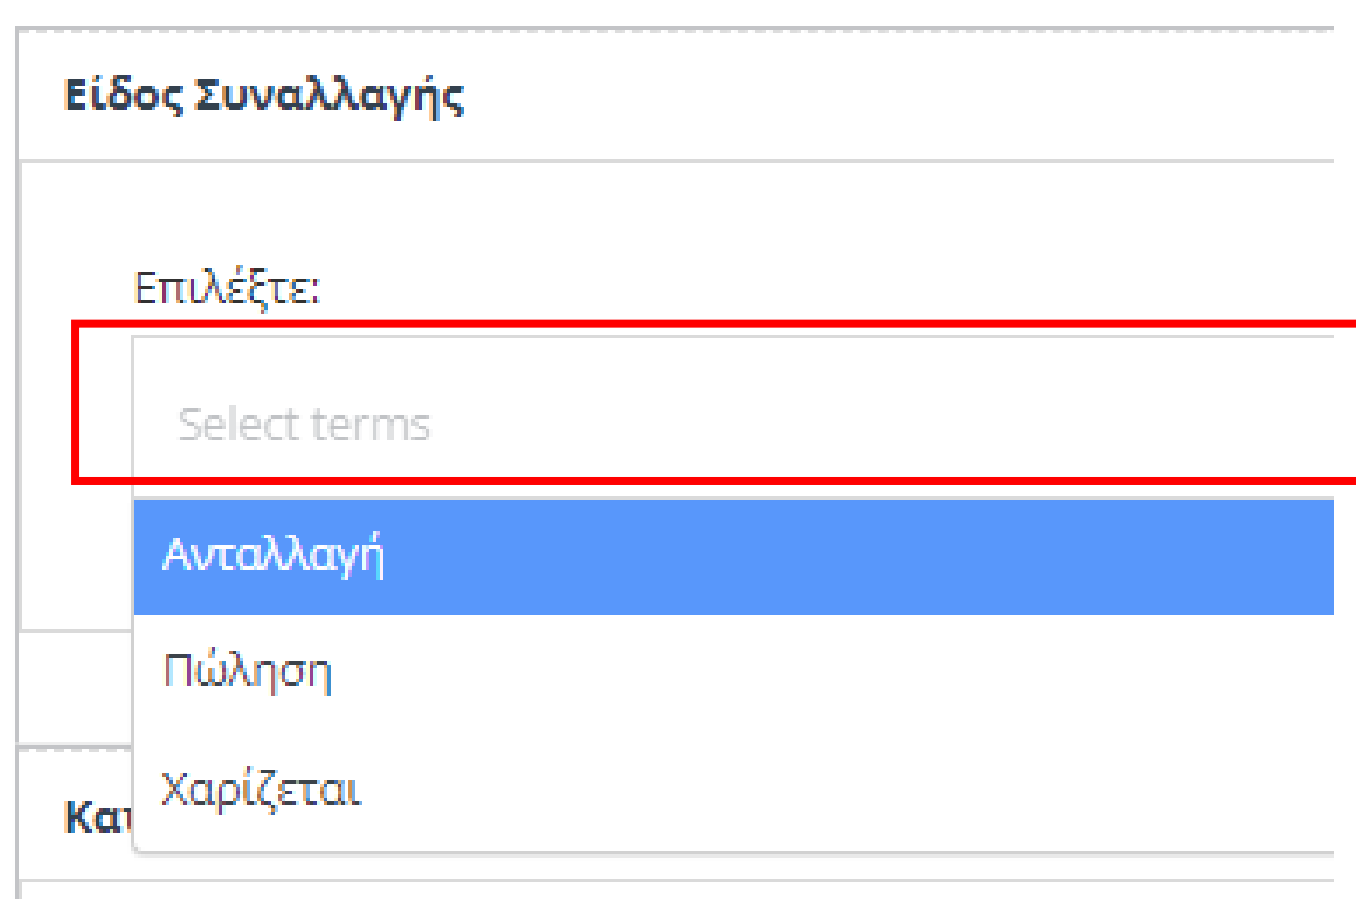 Είδος Συναλλαγής
Επιλέξτε:
Select terms
Ανταλλαγή
Πώληση
Χαρίζεται